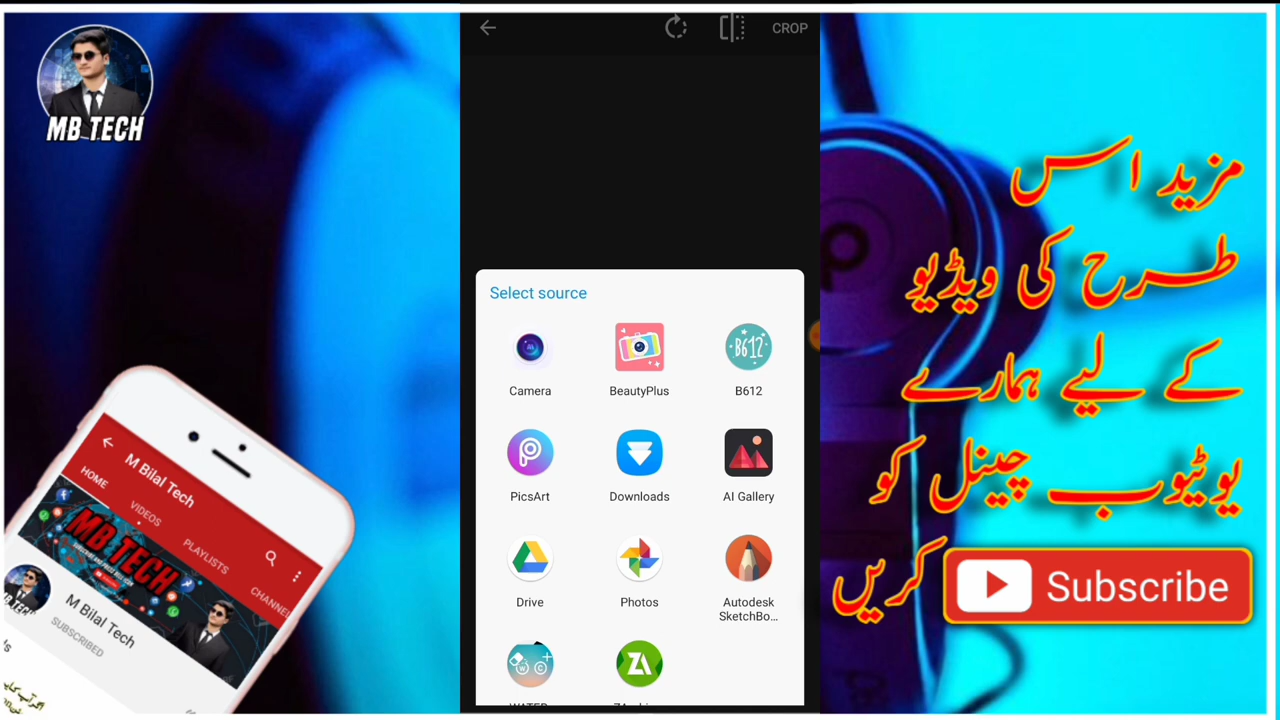 MB TECH
CROP
Select source
Camera
BeautyPlus
B612
PicsArt
Downloads
AI Gallery
Drive
Photos
Autodesk SketchBo...
M Bilal Tech
HOME
VIDEOS
PLAYLISTS
CHANNE
MB TECH
M Bilal Tech
SUBSCRIBED
مزید اس
طرح کی ویڈیو
کے لیے ہمارے
یوٹیوب چینل کو
Subscribe کریں